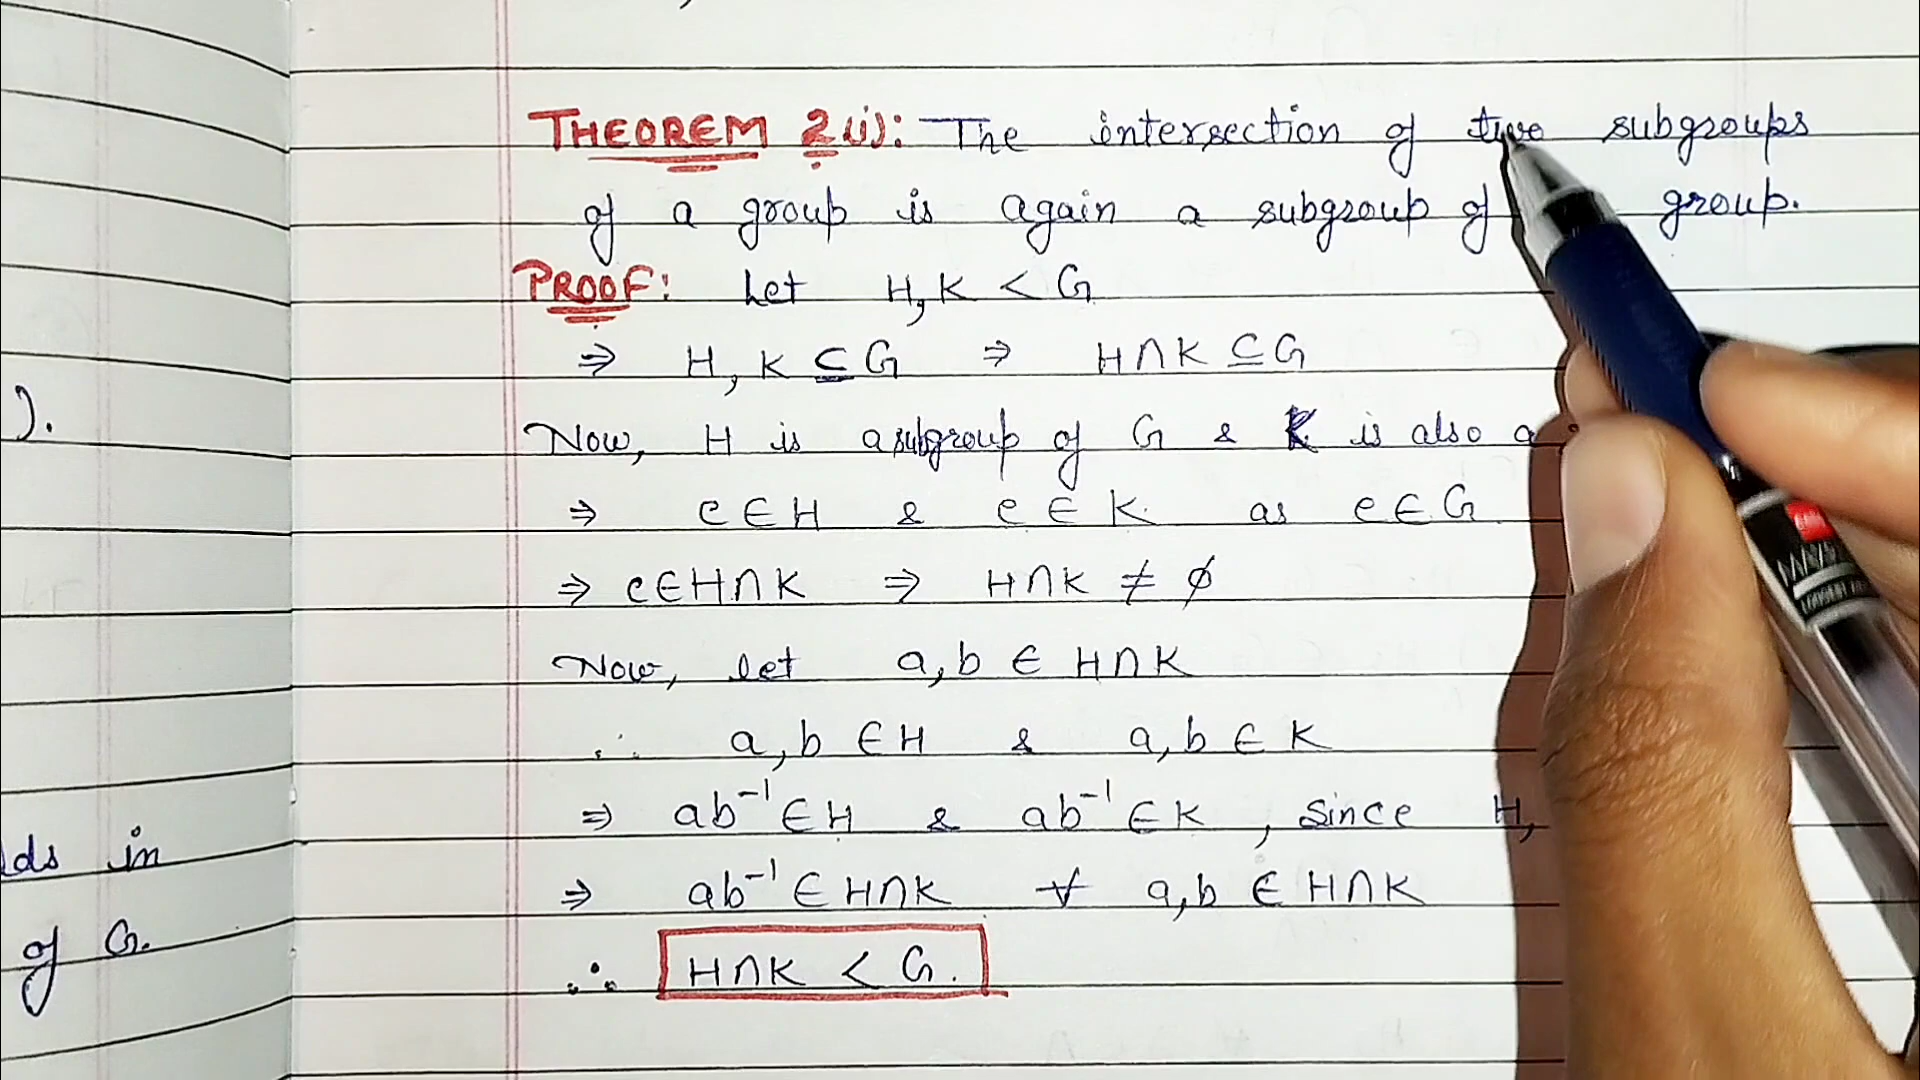 ).
ds in
of G.
THEOREM 2(i): The intersection of two subgroups
of a group is again a subgroup of group.
PROOF: Let H, K < G
⇒ H, K ⊆ G ⇒ H∩K ⊆ G
Now, H is a subgroup of G & K is also a
⇒ e ∈ H & e ∈ K. as e ∈ G
⇒ e ∈ H∩K ⇒ H∩K ≠ ϕ
Now, let a, b ∈ H∩K
∴ a, b ∈ H & a, b ∈ K
⇒ ab⁻¹ ∈ H & ab⁻¹ ∈ K, since H,
⇒ ab⁻¹ ∈ H∩K ∀ a, b ∈ H∩K
∴ H∩K < G.